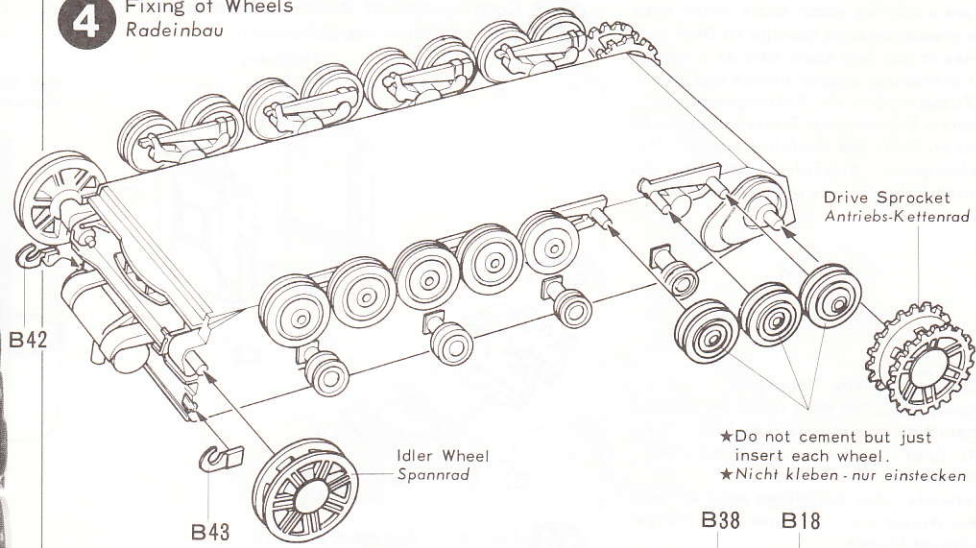 4 Fixing of Wheels
Radeinbau
Drive Sprocket
Antriebs-Kettenrad
B42
Idler Wheel
Spannrad
B43
★Do not cement but just
insert each wheel.
★Nicht kleben - nur einstecken
B38 B18